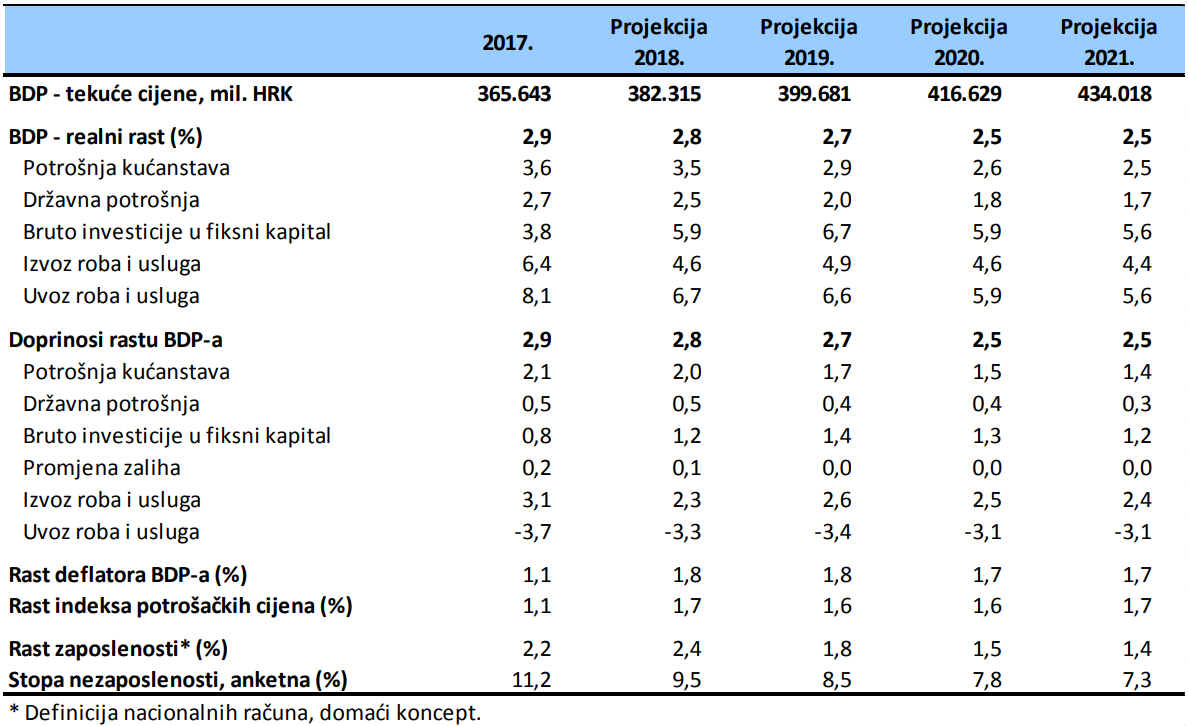 2017. Projekcija 2018. Projekcija 2019. Projekcija 2020. Projekcija 2021.
BDP - tekuće cijene, mil. HRK 365.643 382.315 399.681 416.629 434.018
BDP - realni rast (%) 2,9 2,8 2,7 2,5 2,5
Potrošnja kućanstava 3,6 3,5 2,9 2,6 2,5
Državna potrošnja 2,7 2,5 2,0 1,8 1,7
Bruto investicije u fiksni kapital 3,8 5,9 6,7 5,9 5,6
Izvoz roba i usluga 6,4 4,6 4,9 4,6 4,4
Uvoz roba i usluga 8,1 6,7 6,6 5,9 5,6
Doprinosi rastu BDP-a 2,9 2,8 2,7 2,5 2,5
Potrošnja kućanstava 2,1 2,0 1,7 1,5 1,4
Državna potrošnja 0,5 0,5 0,4 0,4 0,3
Bruto investicije u fiksni kapital 0,8 1,2 1,4 1,3 1,2
Promjena zaliha 0,2 0,1 0,0 0,0 0,0
Izvoz roba i usluga 3,1 2,3 2,6 2,5 2,4
Uvoz roba i usluga -3,7 -3,3 -3,4 -3,1 -3,1
Rast deflatora BDP-a (%) 1,1 1,8 1,8 1,7 1,7
Rast indeksa potrošačkih cijena (%) 1,1 1,7 1,6 1,6 1,7
Rast zaposlenosti* (%) 2,2 2,4 1,8 1,5 1,4
Stopa nezaposlenosti, anketna (%) 11,2 9,5 8,5 7,8 7,3
* Definicija nacionalnih računa, domaći koncept.